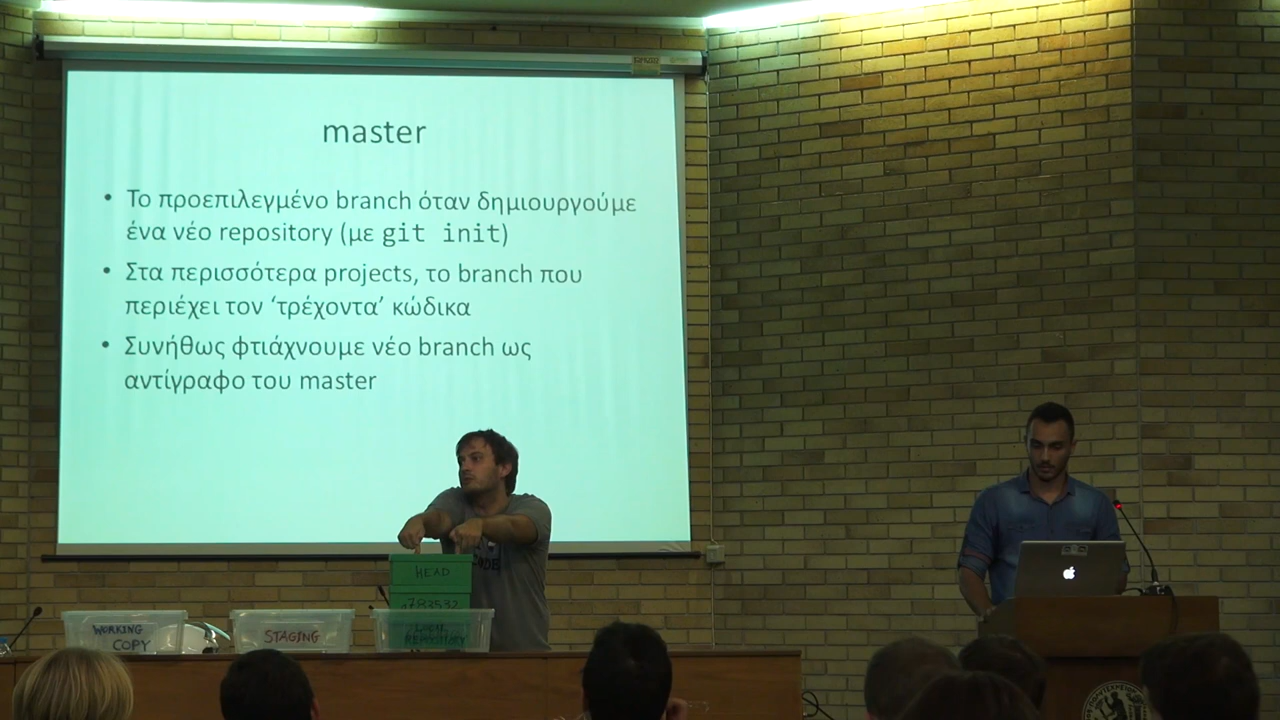 master
• Το προεπιλεγμένο branch όταν δημιουργούμε
ένα νέο repository (με git init)
• Στα περισσότερα projects, το branch που
περιέχει τον ‘τρέχοντα’ κώδικα
• Συνήθως φτιάχνουμε νέο branch ως
αντίγραφο του master
HEAD
WORKING
COPY
STAGING
REPOSITORY